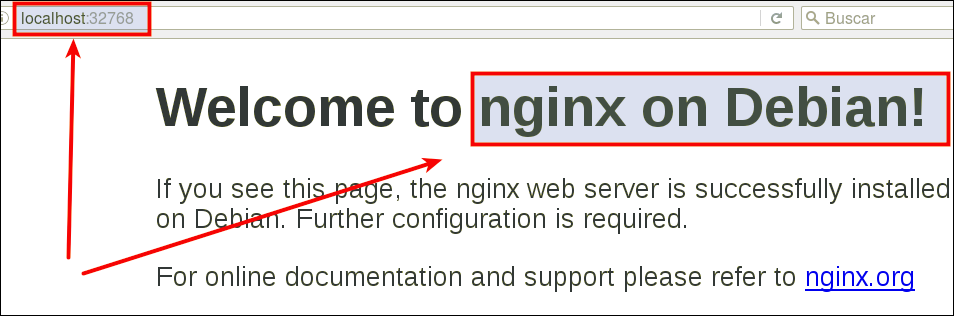 localhost:32768
Buscar
Welcome to nginx on Debian!
If you see this page, the nginx web server is successfully installed
on Debian. Further configuration is required.
For online documentation and support please refer to nginx.org